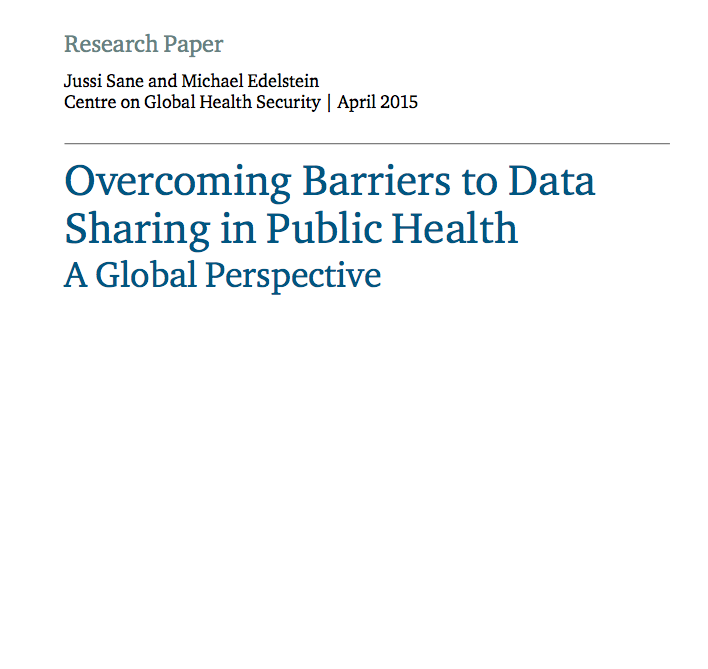 Research Paper
Jussi Sane and Michael Edelstein
Centre on Global Health Security | April 2015
Overcoming Barriers to Data
Sharing in Public Health
A Global Perspective